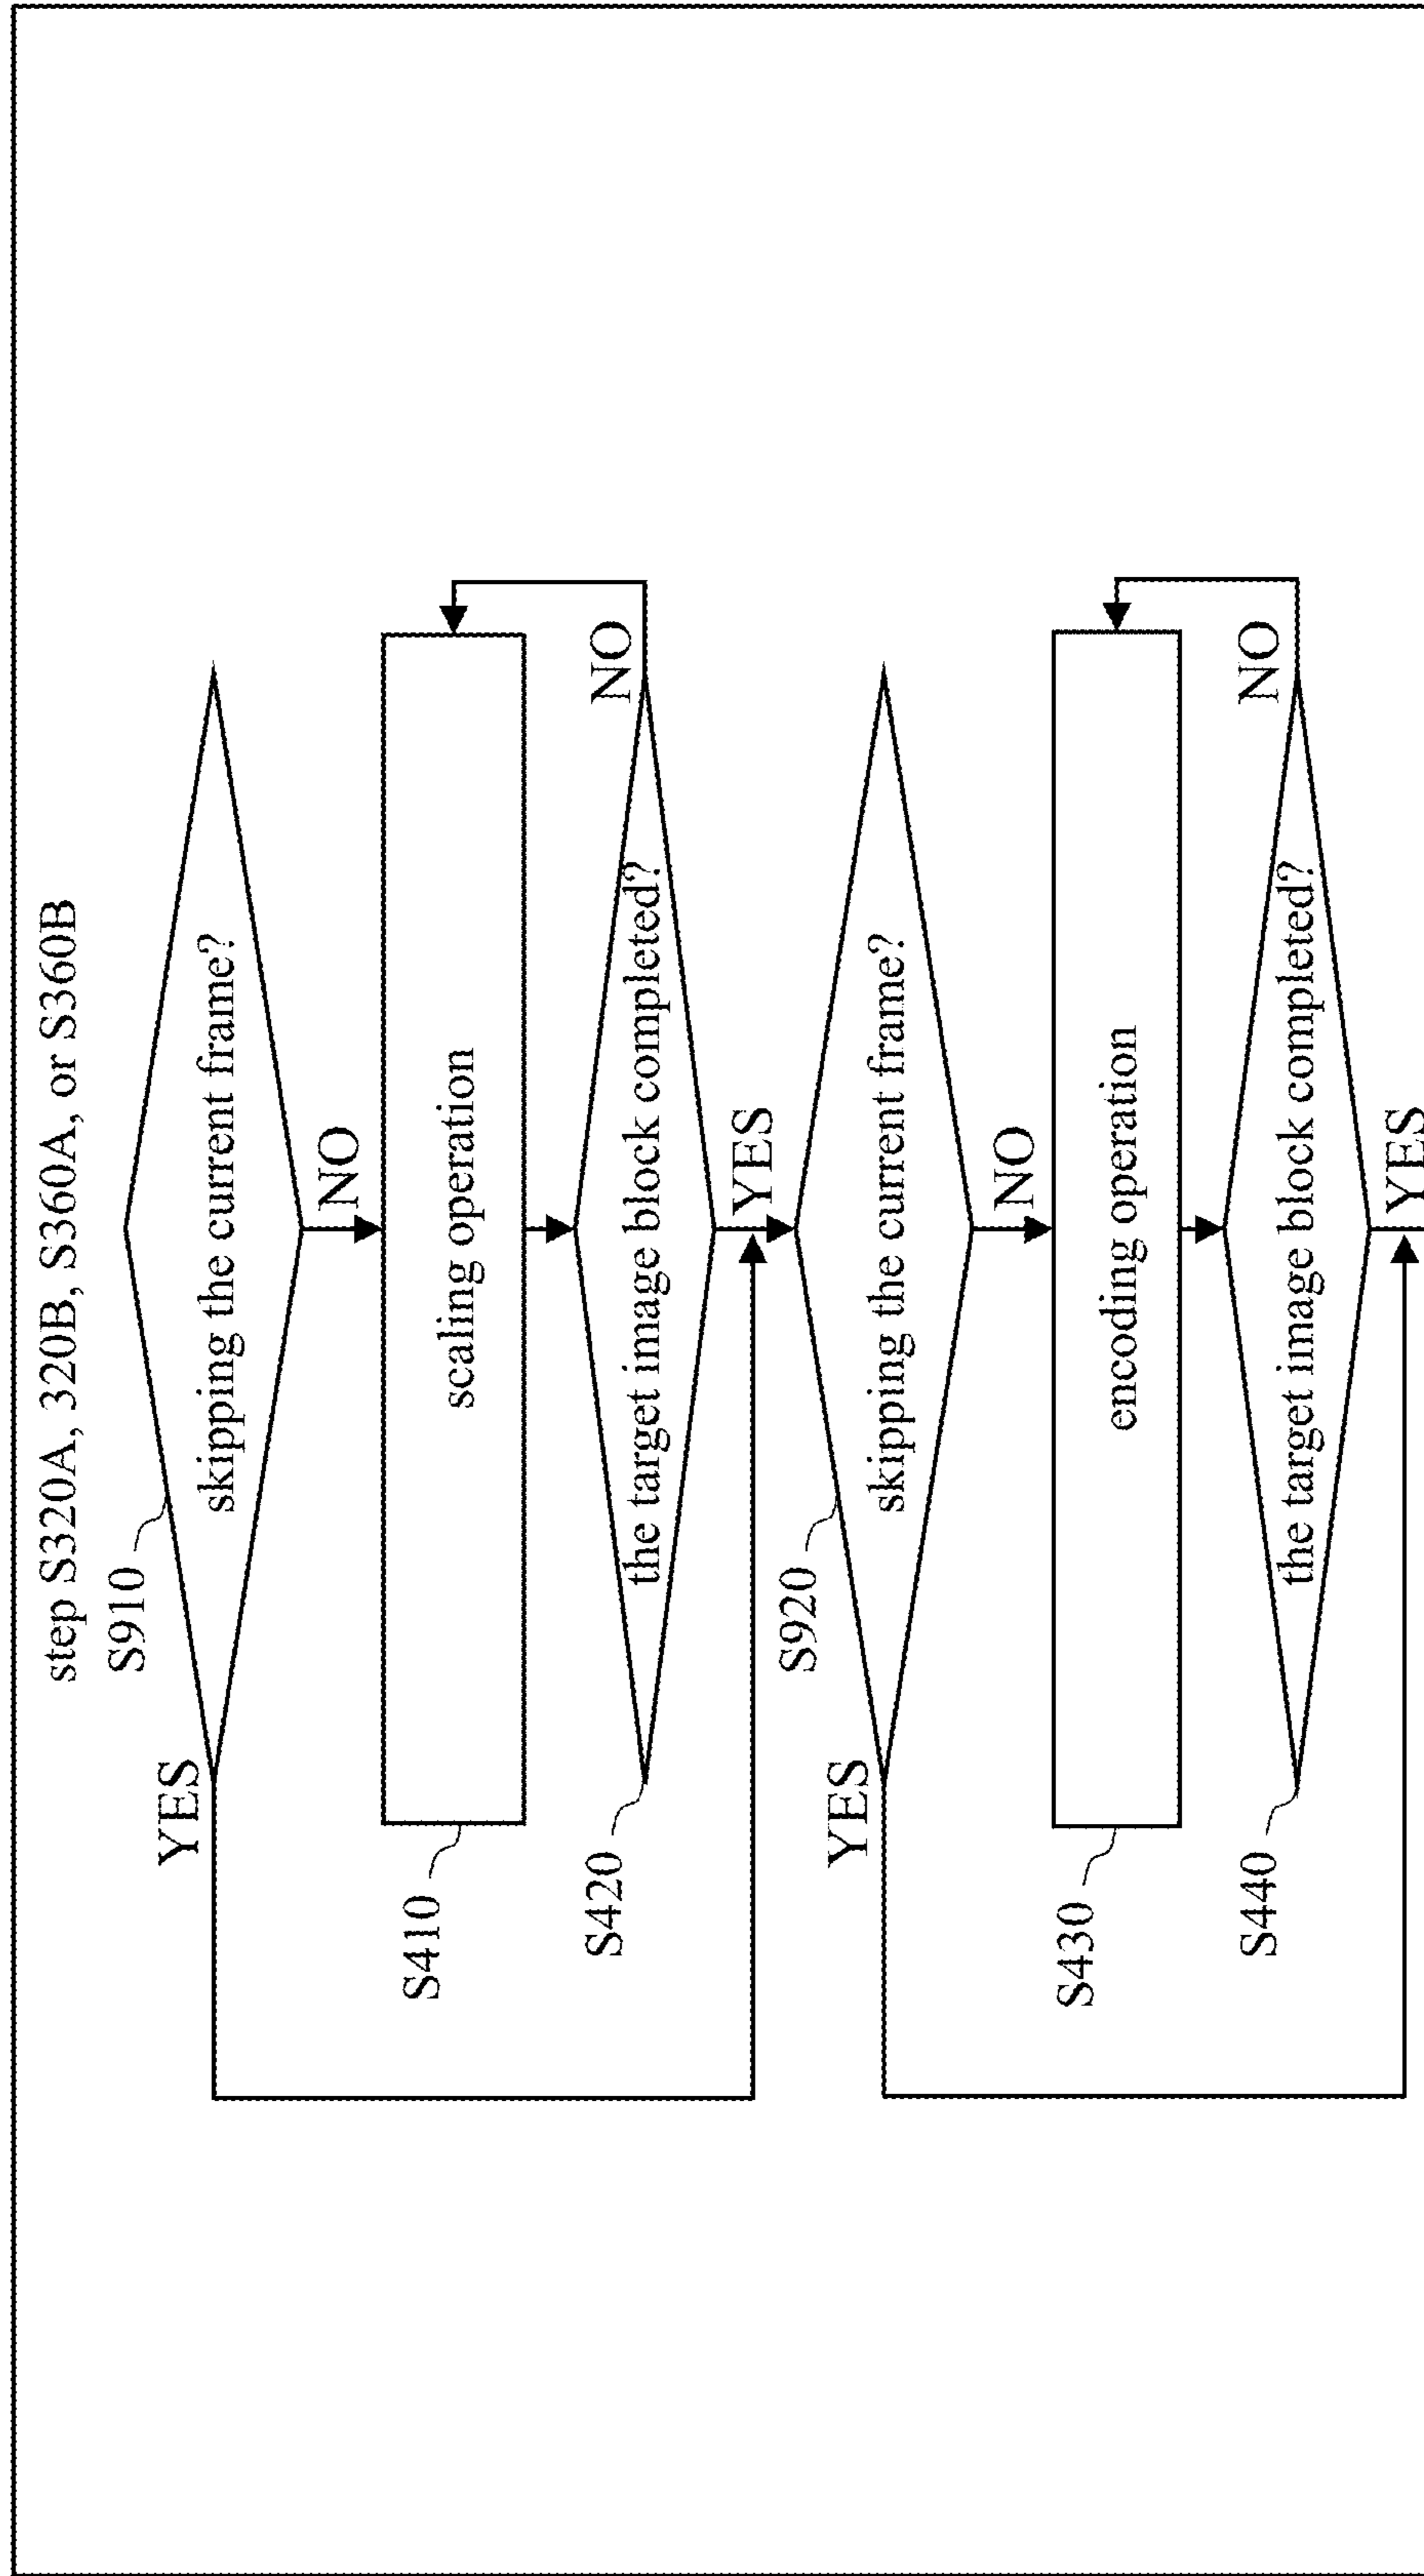 step S320A, 320B, S360A, or S360B
S910
skipping the current frame?
YES
NO
S410
scaling operation
S420
the target image block completed?
NO
YES
S920
skipping the current frame?
YES
NO
S430
encoding operation
S440
the target image block completed?
NO
YES